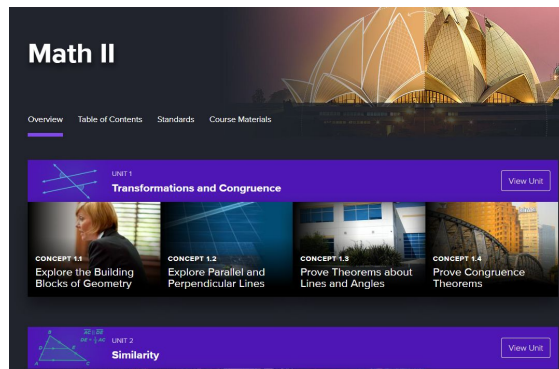 Math II
Overview Table of Contents Standards Course Materials
UNIT 1
Transformations and Congruence
View Unit
CONCEPT 1.1
Explore the Building
Blocks of Geometry
CONCEPT 1.2
Explore Parallel and
Perpendicular Lines
CONCEPT 1.3
Prove Theorems about
Lines and Angles
CONCEPT 1.4
Prove Congruence
Theorems
UNIT 2
Similarity
View Unit